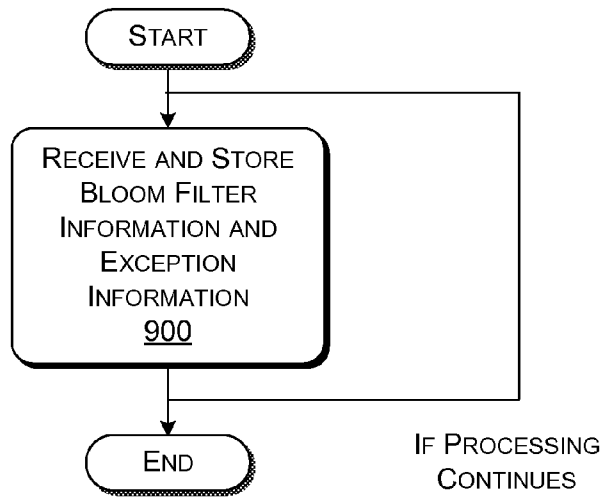 START
RECEIVE AND STORE
BLOOM FILTER
INFORMATION AND
EXCEPTION
INFORMATION
900
END
IF PROCESSING
CONTINUES